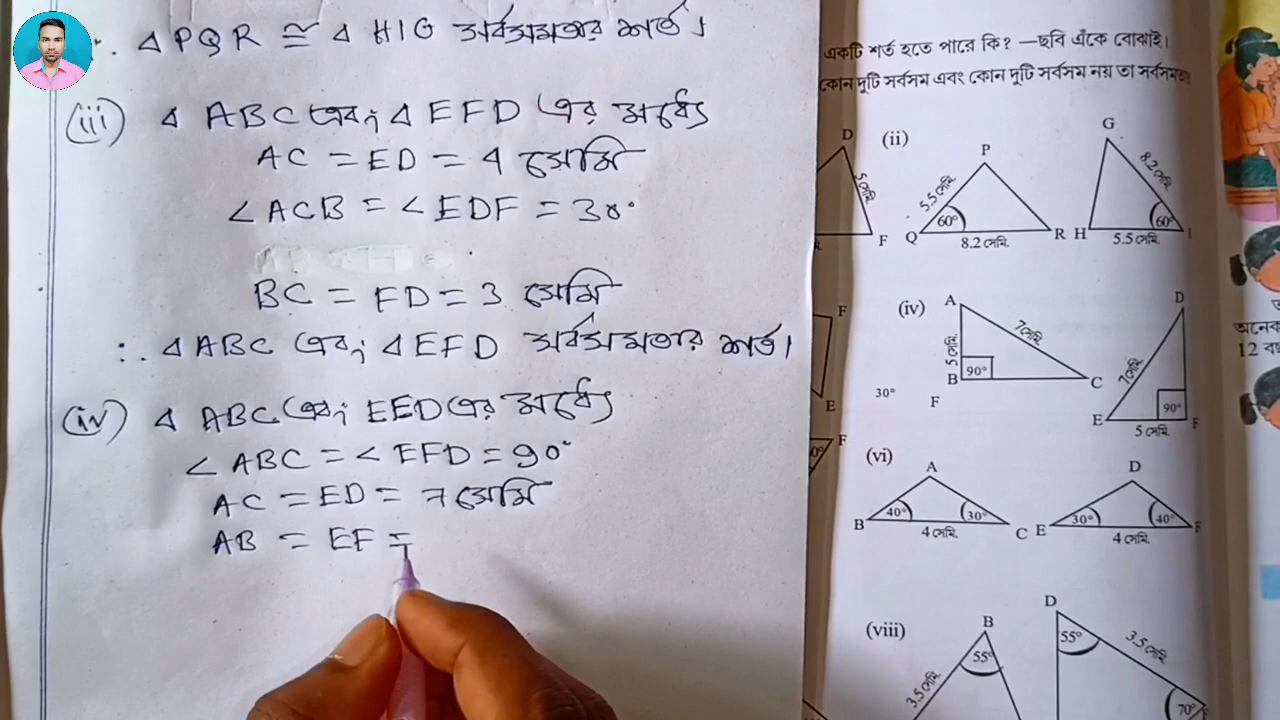 ∴ △ PQR ≅ △ HIG সর্বসমতার শর্ত।
(iii) △ ABC এবং △ EFD এর মধ্যে
AC = ED = 4 সেমি
∠ACB = ∠EDF = 30°
BC = FD = 3 সেমি
∴ △ ABC এবং △ EFD সর্বসমতার শর্ত।
(iv) △ ABC এবং EED এর মধ্যে
∠ABC = ∠EFD = 90°
AC = ED = 7 সেমি
AB = EF =
একটি শর্ত হতে পারে কি? —ছবি এঁকে বোঝাই।
কোন দুটি সর্বসম এবং কোন দুটি সর্বসম নয় তা
D
5 সেমি.
F
(ii)
P
5.5 সেমি.
60°
Q
8.2 সেমি.
R
G
8.2 সেমি.
60°
H
5.5 সেমি.
I
F
E
30°
F
(iv)
A
5 সেমি.
7 সেমি.
90°
B
C
D
7 সেমি.
90°
E
5 সেমি.
F
F
(vi)
A
40°
30°
B
4 সেমি.
C
D
30°
40°
E
4 সেমি.
F
(viii)
B
55°
3.5 সেমি.
D
55°
3.5 সেমি.
70°
12